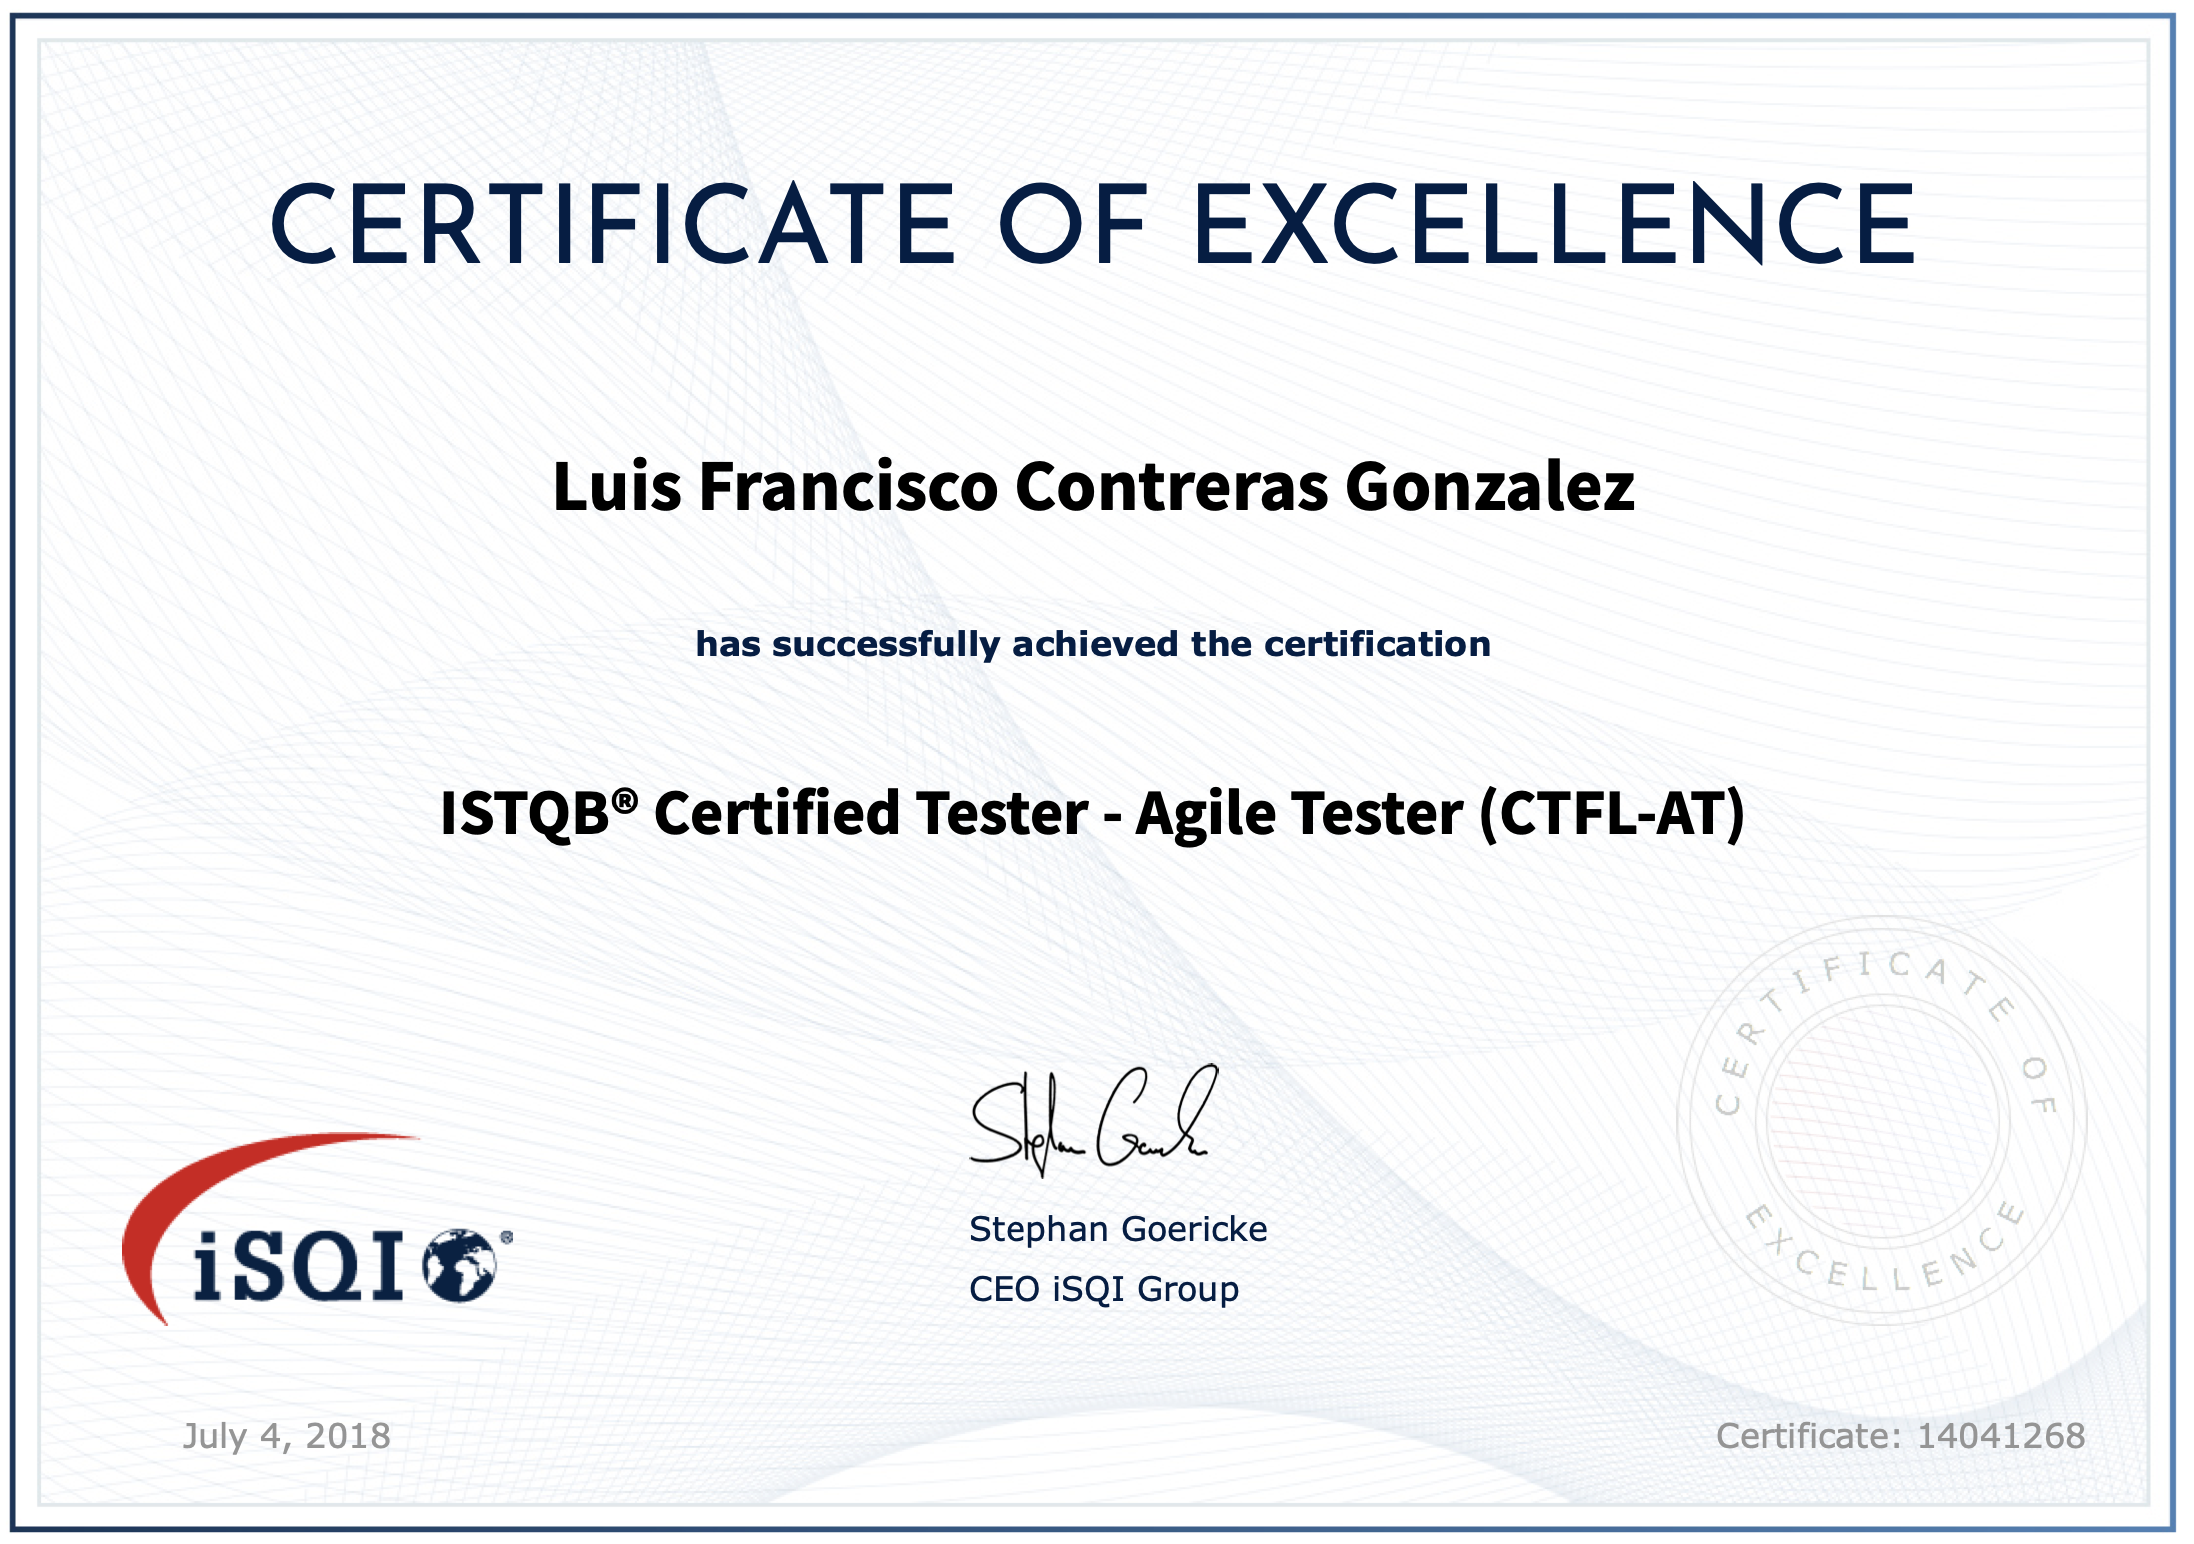 CERTIFICATE OF EXCELLENCE
Luis Francisco Contreras Gonzalez
has successfully achieved the certification
ISTQB® Certified Tester - Agile Tester (CTFL-AT)
CERTIFICATE OF
EXCELLENCE
Stephan Goericke
iSQI®
Stephan Goericke
CEO iSQI Group
July 4, 2018
Certificate: 14041268